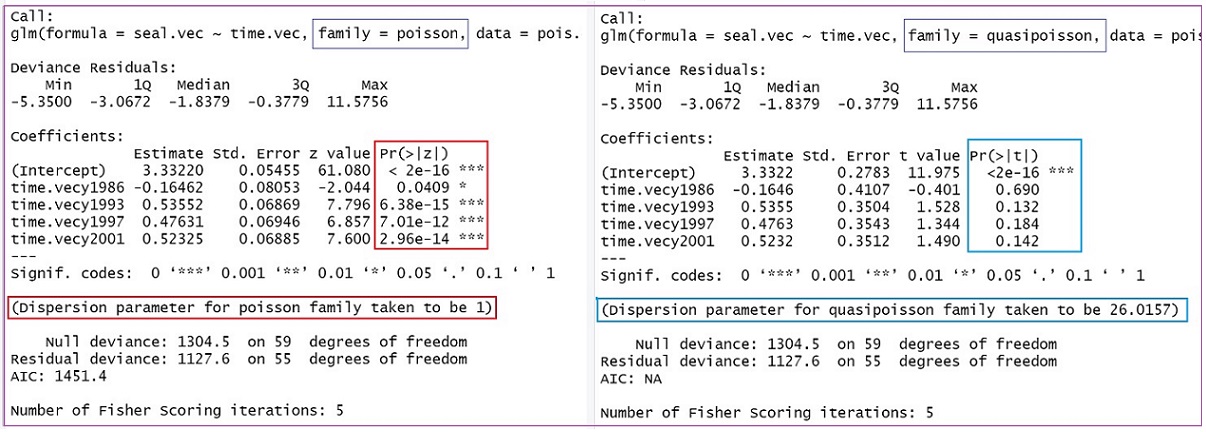 Call:
glm(formula = seal.vec ~ time.vec, family = poisson, data = pois.
Deviance Residuals:
Min 1Q Median 3Q Max
-5.3500 -3.0672 -1.8379 -0.3779 11.5756
Coefficients:
Estimate Std. Error z value Pr(>|z|)
(Intercept) 3.33220 0.05455 61.080 < 2e-16 ***
time.vecy1986 -0.16462 0.08053 -2.044 0.0409 *
time.vecy1993 0.53552 0.06869 7.796 6.38e-15 ***
time.vecy1997 0.47631 0.06946 6.857 7.01e-12 ***
time.vecy2001 0.52325 0.06885 7.600 2.96e-14 ***
---
Signif. codes: 0 ‘***’ 0.001 ‘**’ 0.01 ‘*’ 0.05 ‘.’ 0.1 ‘ ’ 1
(Dispersion parameter for poisson family taken to be 1)
Null deviance: 1304.5 on 59 degrees of freedom
Residual deviance: 1127.6 on 55 degrees of freedom
AIC: 1451.4
Number of Fisher Scoring iterations: 5
Call:
glm(formula = seal.vec ~ time.vec, family = quasipoisson, data = pois
Deviance Residuals:
Min 1Q Median 3Q Max
-5.3500 -3.0672 -1.8379 -0.3779 11.5756
Coefficients:
Estimate Std. Error t value Pr(>|t|)
(Intercept) 3.3322 0.2783 11.975 <2e-16 ***
time.vecy1986 -0.1646 0.4107 -0.401 0.690
time.vecy1993 0.5355 0.3504 1.528 0.132
time.vecy1997 0.4763 0.3543 1.344 0.184
time.vecy2001 0.5232 0.3512 1.490 0.142
---
Signif. codes: 0 ‘***’ 0.001 ‘**’ 0.01 ‘*’ 0.05 ‘.’ 0.1 ‘ ’ 1
(Dispersion parameter for quasipoisson family taken to be 26.0157)
Null deviance: 1304.5 on 59 degrees of freedom
Residual deviance: 1127.6 on 55 degrees of freedom
AIC: NA
Number of Fisher Scoring iterations: 5